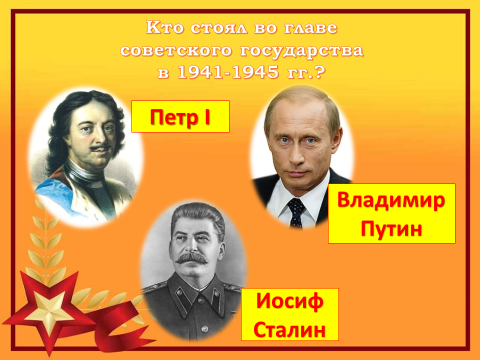 Кто стоял во главе
советского государства
в 1941-1945 гг.?
Петр I
Владимир
Путин
Иосиф
Сталин